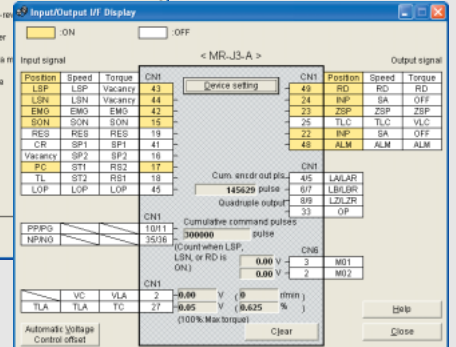 Input/Output I/F Display
:ON :OFF
< MR-J3-A >
Input signal Output signal
Position Speed Torque CN1 Device setting CN1 Position Speed Torque
LSP LSP Vacancy 43 49 RD RD RD
LSN LSN Vacancy 44 24 INP SA OFF
EMG EMG EMG 42 23 ZSP ZSP ZSP
SON SON SON 15 25 TLC TLC VLC
RES RES RES 19 22 INP SA OFF
CR SP1 SP1 41 48 ALM ALM ALM
Vacancy SP2 SP2 16
PC ST1 RS2 17 CN1
TL ST2 RS1 18 Cum. encdr out pls. 4/5 LA/LAR
LOP LOP LOP 45 145629 pulse 6/7 LB/LBR
Quadruple output 8/9 LZ/LZR
33 OP
CN1
PP/PG 10/11 Cumulative command pulses
NP/NG 35/36 300000 pulse
(Count when LSP, LSN, or RD is ON.)
CN6
0.00 V 3 MO1
0.00 V 2 MO2
CN1
VC VLA 2 -0.00 V ( 0 r/min )
TLA TLA TC 27 -0.05 V ( 0.625 % )
(100% Max.torque)
Automatic Voltage Control offset
Clear
Help
Close